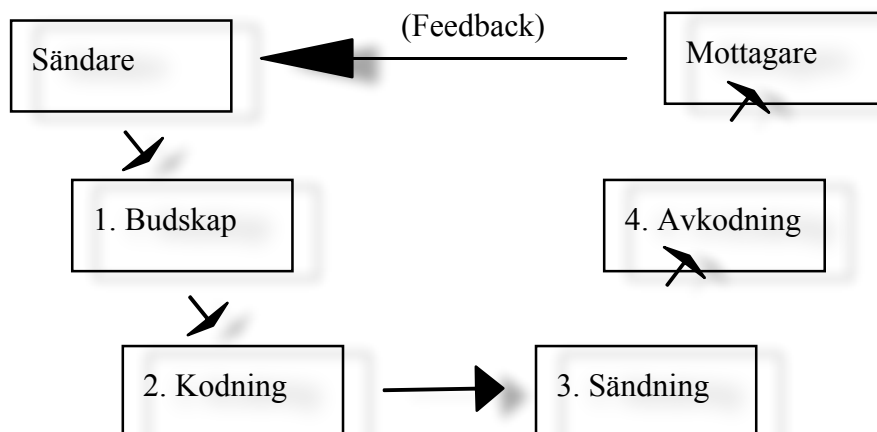 (Feedback)
Sändare
Mottagare
1. Budskap
4. Avkodning
2. Kodning
3. Sändning